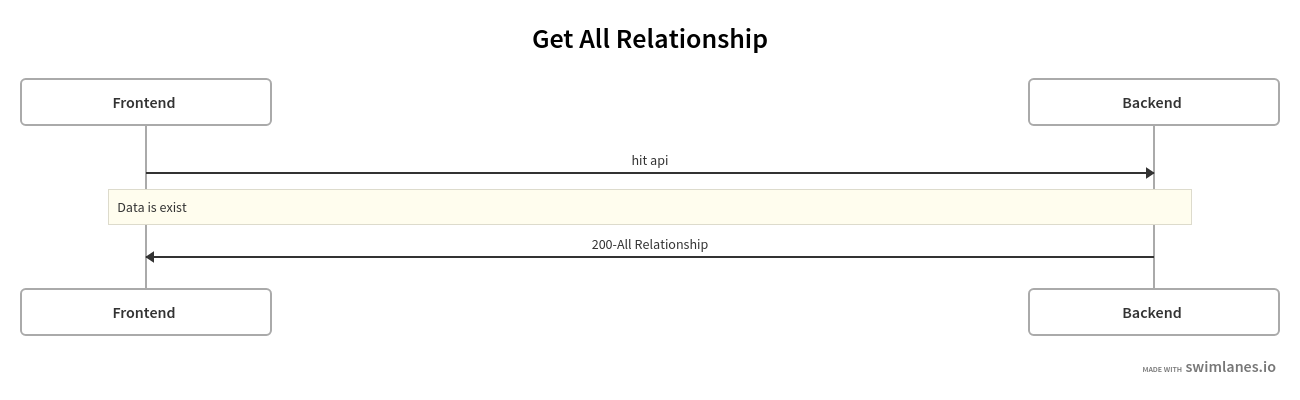 Get All Relationship
Frontend
Backend
hit api
Data is exist
200-All Relationship
Frontend
Backend
MADE WITH swimlanes.io